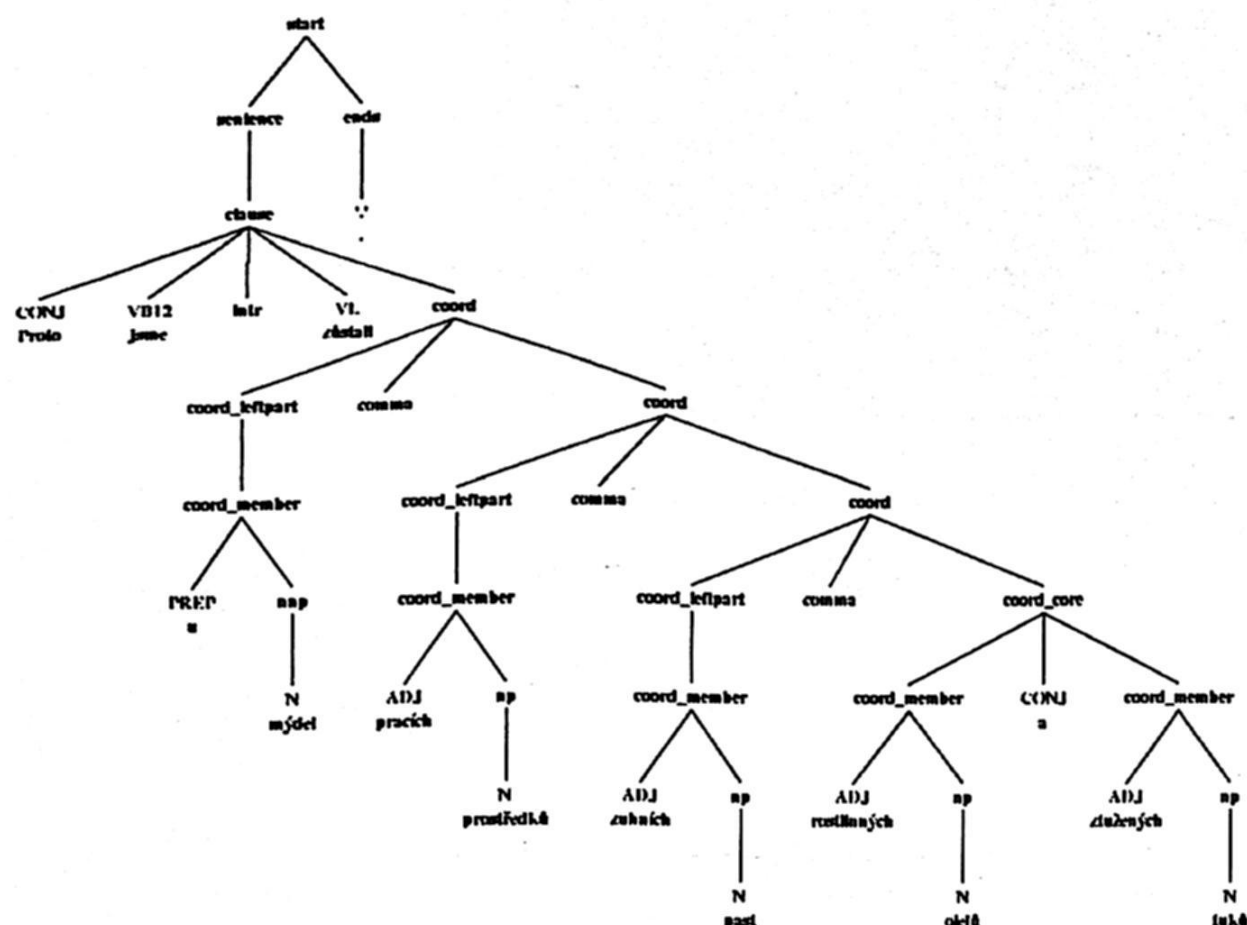 start
sentence ends
clause
CONJ VB12 intr VL coord
Proto jsme zůstali
coord_leftpart comma coord
coord_member coord_leftpart comma coord
PREP nnp coord_member coord_leftpart comma coord_core
u
N ADJ np coord_member coord_member CONJ coord_member
mýdel pracích a
N ADJ np ADJ np ADJ np
prostředků zubních rostlinných ztužených
N N N
past olejů tuků